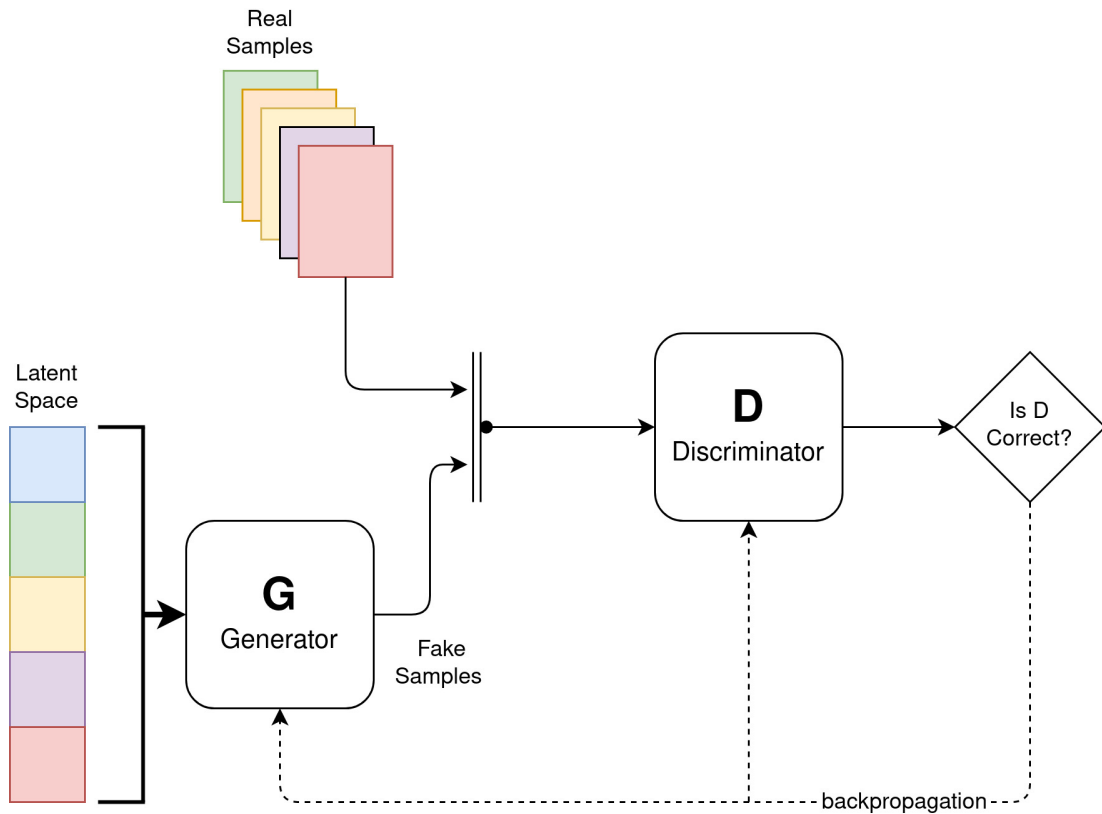 Real
Samples
Latent
Space
D
Discriminator
Is D
Correct?
G
Generator
Fake
Samples
backpropagation